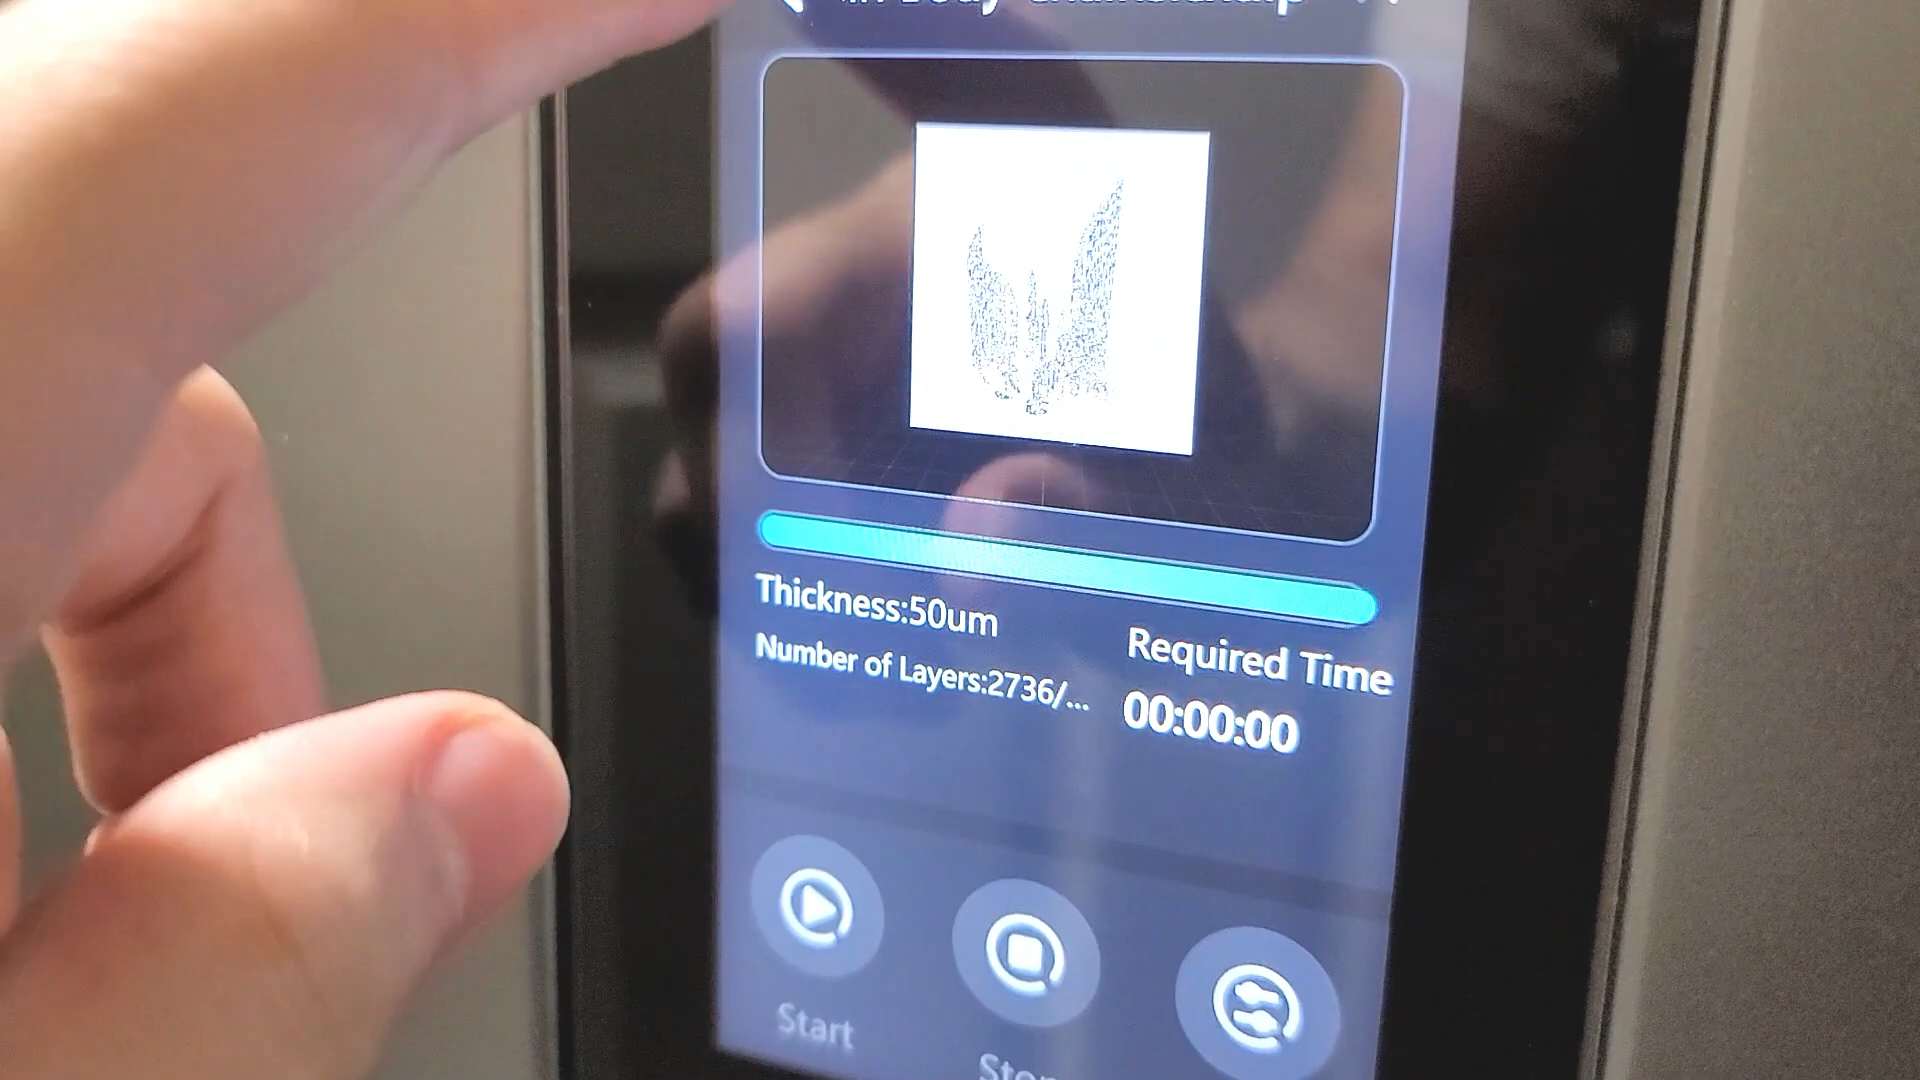 Thickness:50um
Number of Layers:2736/...
Required Time
00:00:00
Start